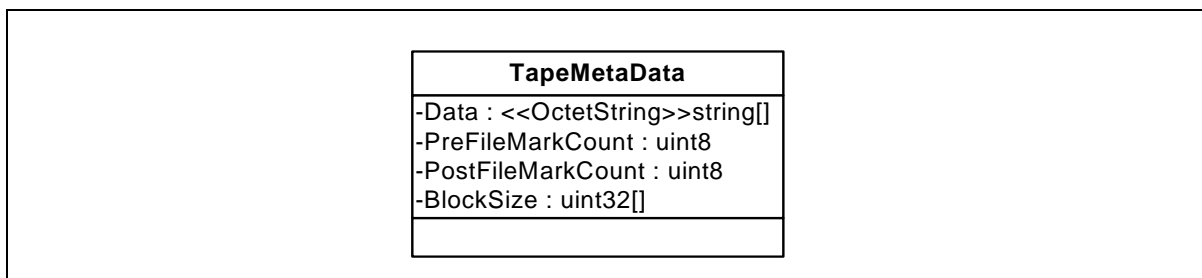 TapeMetaData
-Data : <<OctetString>>string[]
-PreFileMarkCount : uint8
-PostFileMarkCount : uint8
-BlockSize : uint32[]